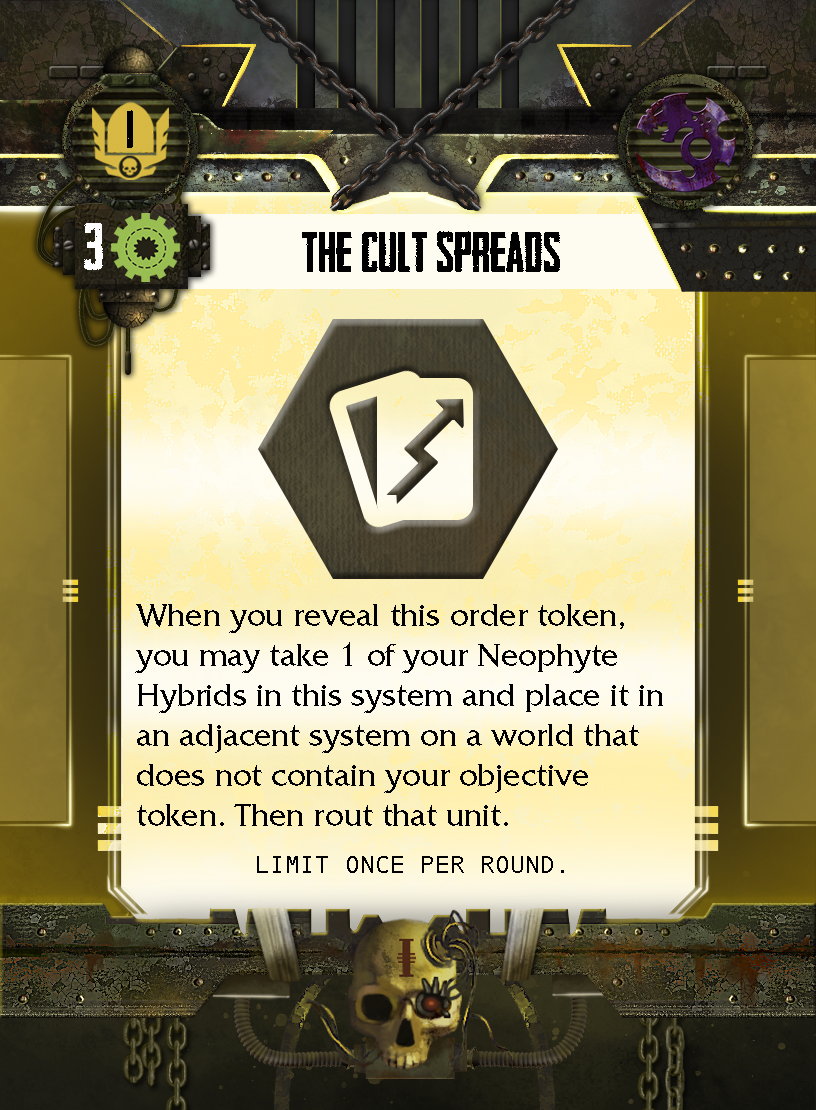 1
3
THE CULT SPREADS
When you reveal this order token,
you may take 1 of your Neophyte
Hybrids in this system and place it in
an adjacent system on a world that
does not contain your objective
token. Then rout that unit.
LIMIT ONCE PER ROUND.
I